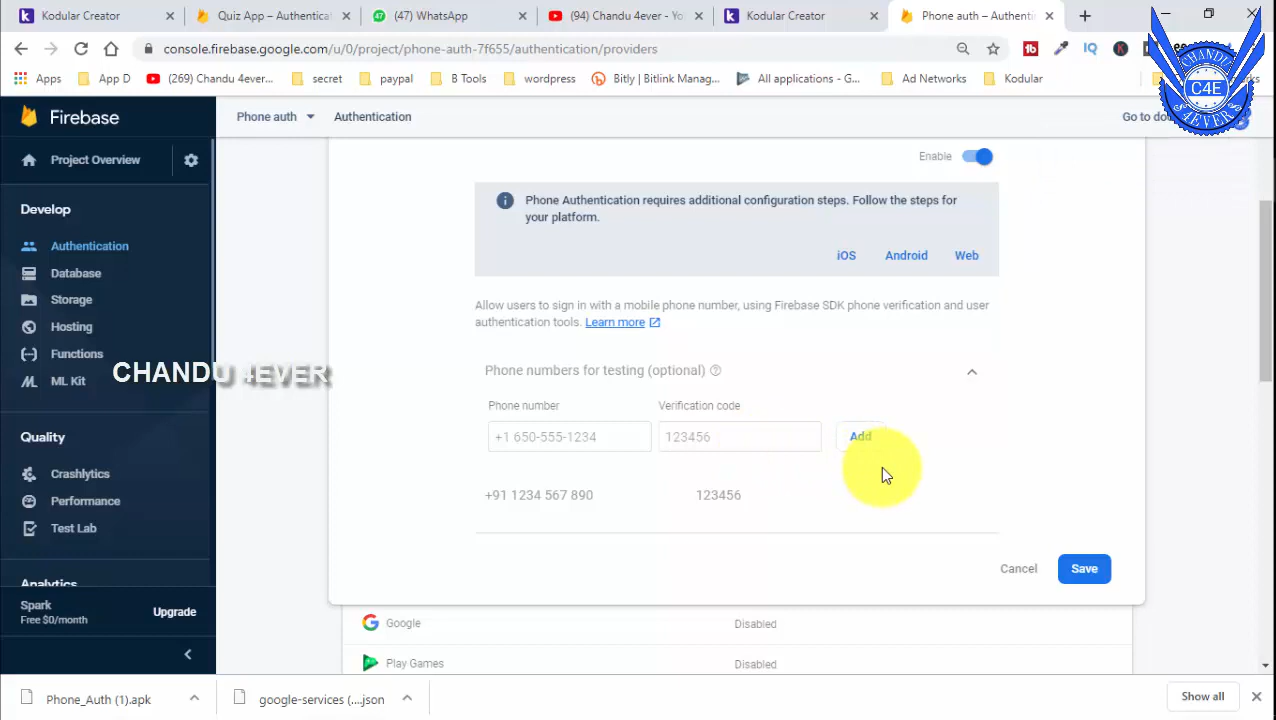 Kodular Creator
Quiz App – Authenticat
(47) WhatsApp
(94) Chandu 4ever - Yo
Kodular Creator
Phone auth – Authenti
console.firebase.google.com/u/0/project/phone-auth-7f655/authentication/providers
Apps
App D
(269) Chandu 4ever...
secret
paypal
B Tools
wordpress
Bitly | Bitlink Manag...
All applications - G...
Ad Networks
Kodular
CHANDU
C4E
4EVER
Firebase
Phone auth
Authentication
Go to do
Project Overview
Develop
Authentication
Database
Storage
Hosting
Functions
ML Kit
Quality
Crashlytics
Performance
Test Lab
Analytics
Spark
Free $0/month
Upgrade
CHANDU 4EVER
Enable
Phone Authentication requires additional configuration steps. Follow the steps for
your platform.
iOS Android Web
Allow users to sign in with a mobile phone number, using Firebase SDK phone verification and user
authentication tools. Learn more
Phone numbers for testing (optional)
Phone number Verification code
+1 650-555-1234 123456 Add
+91 1234 567 890 123456
Cancel Save
Google Disabled
Play Games Disabled
Phone_Auth (1).apk
google-services (....json
Show all